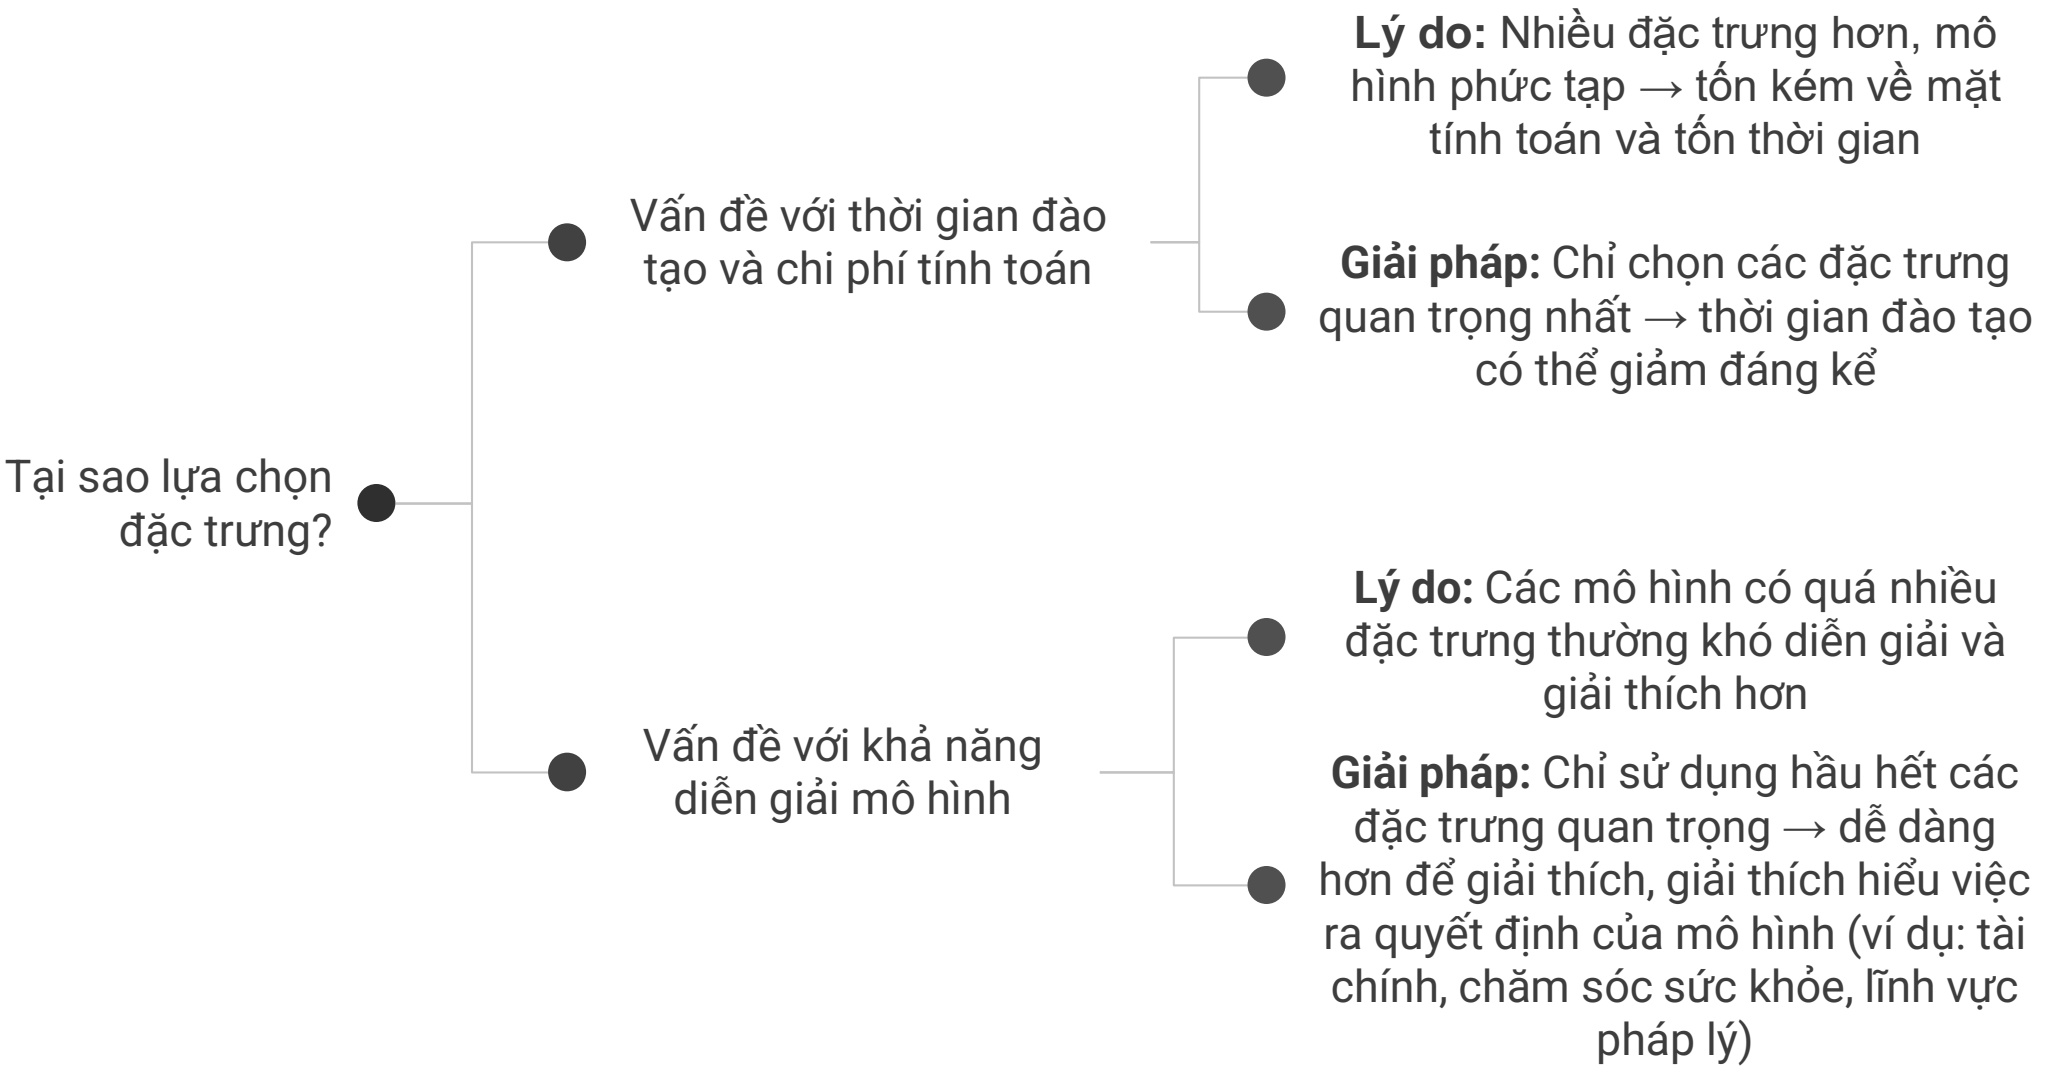 Tại sao lựa chọn
đặc trưng?
Vấn đề với thời gian đào
tạo và chi phí tính toán
Lý do: Nhiều đặc trưng hơn, mô
hình phức tạp → tốn kém về mặt
tính toán và tốn thời gian
Giải pháp: Chỉ chọn các đặc trưng
quan trọng nhất → thời gian đào tạo
có thể giảm đáng kể
Vấn đề với khả năng
diễn giải mô hình
Lý do: Các mô hình có quá nhiều
đặc trưng thường khó diễn giải và
giải thích hơn
Giải pháp: Chỉ sử dụng hầu hết các
đặc trưng quan trọng → dễ dàng
hơn để giải thích, giải thích hiểu việc
ra quyết định của mô hình (ví dụ: tài
chính, chăm sóc sức khỏe, lĩnh vực
pháp lý)